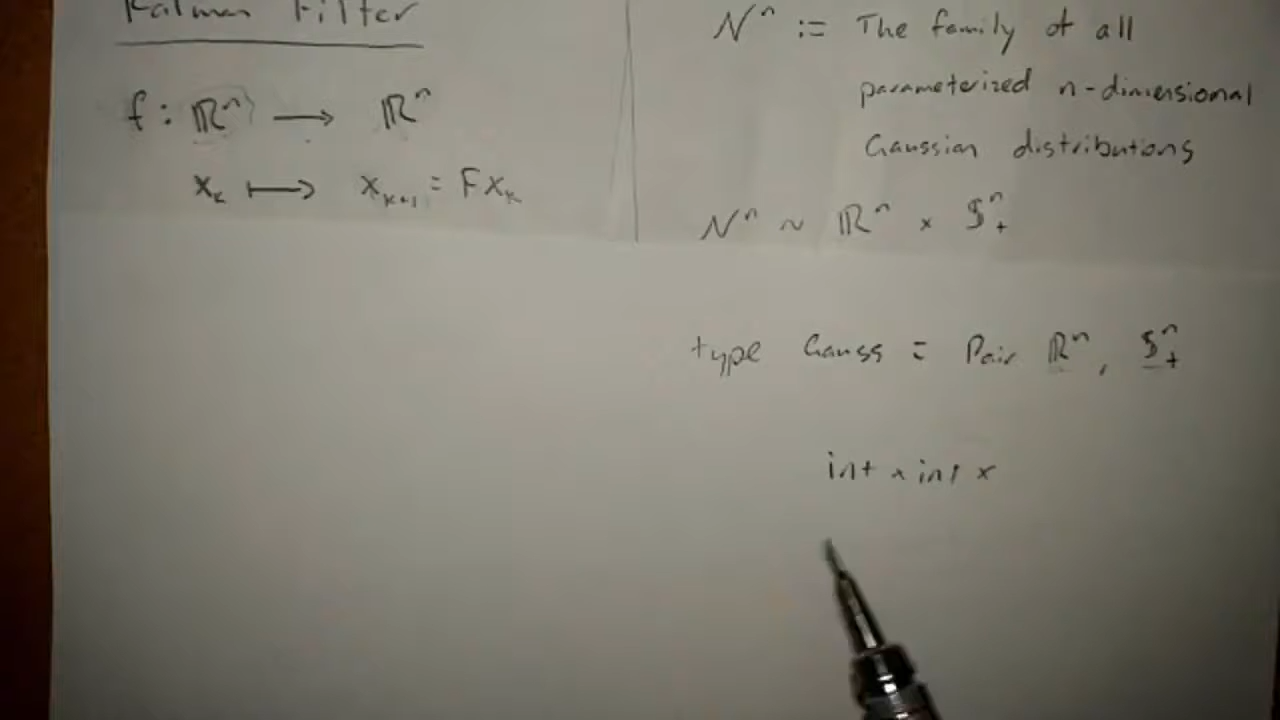 Kalman Filter
f : ℝⁿ ⟶ ℝⁿ
xₖ ⟼ xₖ₊₁ = Fxₖ
𝒩ⁿ := The family of all
parameterized n-dimensional
Gaussian distributions
𝒩ⁿ ~ ℝⁿ × 𝕊ⁿ₊
type Gauss = Pair ℝⁿ, 𝕊ⁿ₊
int × int ×